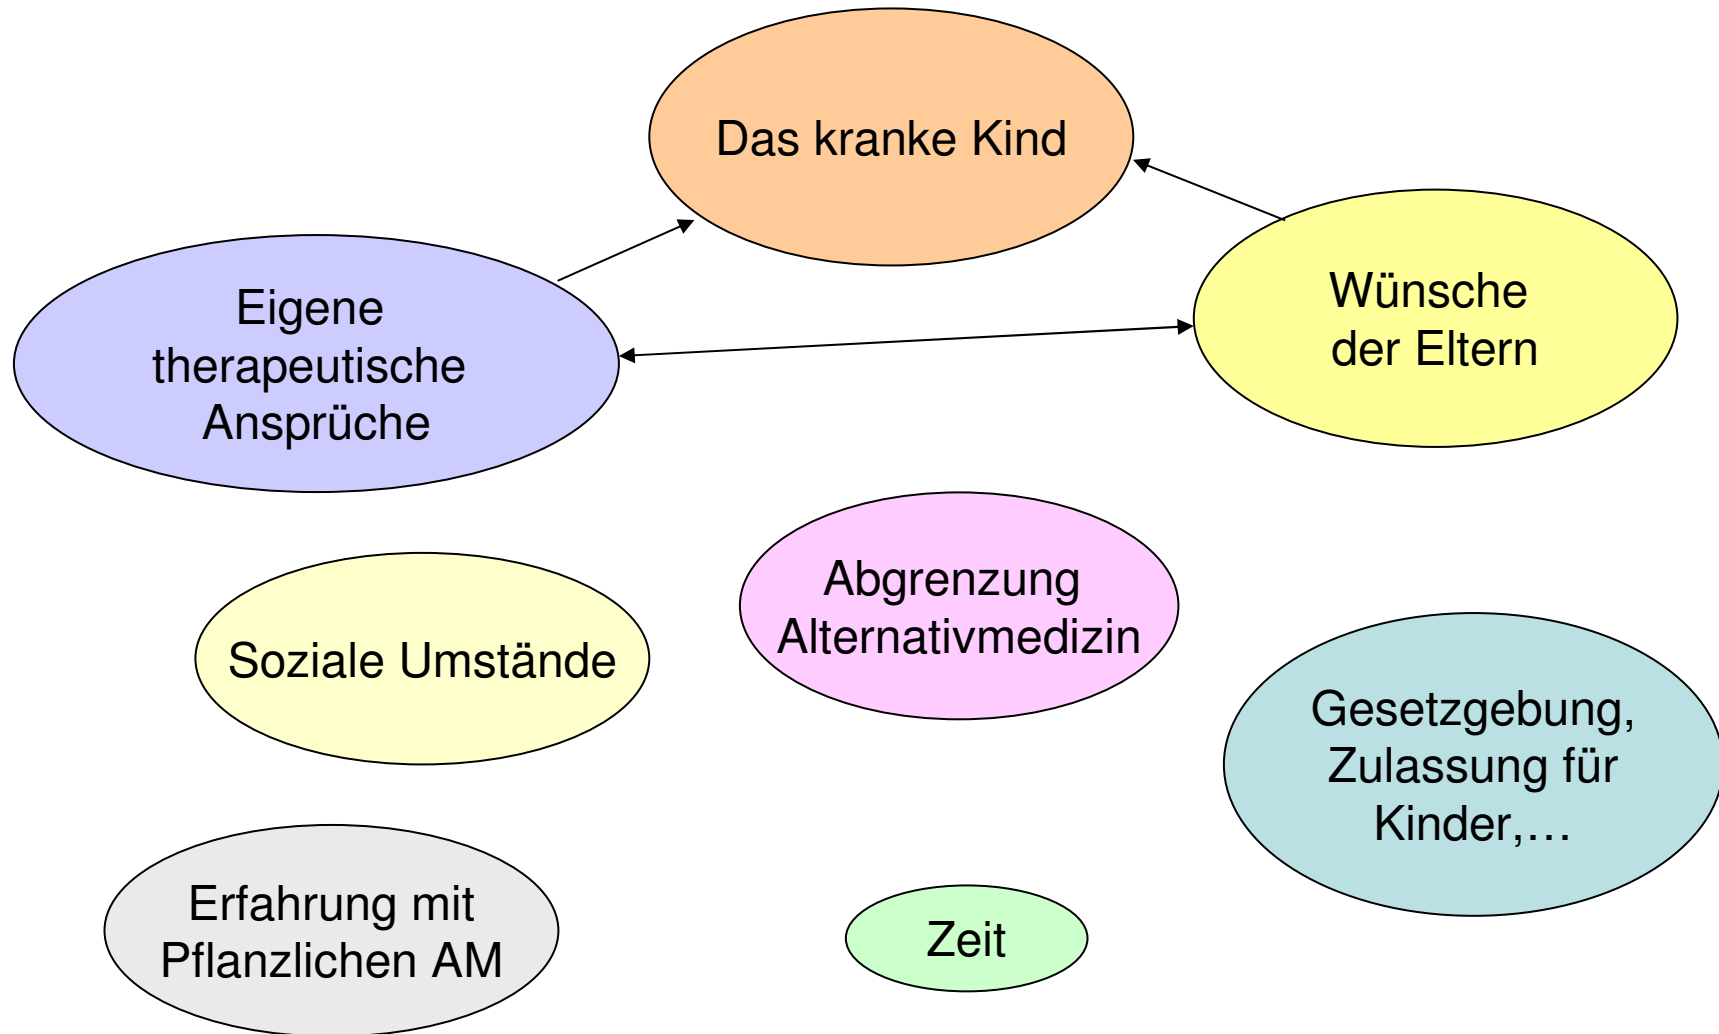 Das kranke Kind
Eigene
therapeutische
Ansprüche
Wünsche
der Eltern
Abgrenzung
Alternativmedizin
Soziale Umstände
Gesetzgebung,
Zulassung für
Kinder,…
Erfahrung mit
Pflanzlichen AM
Zeit